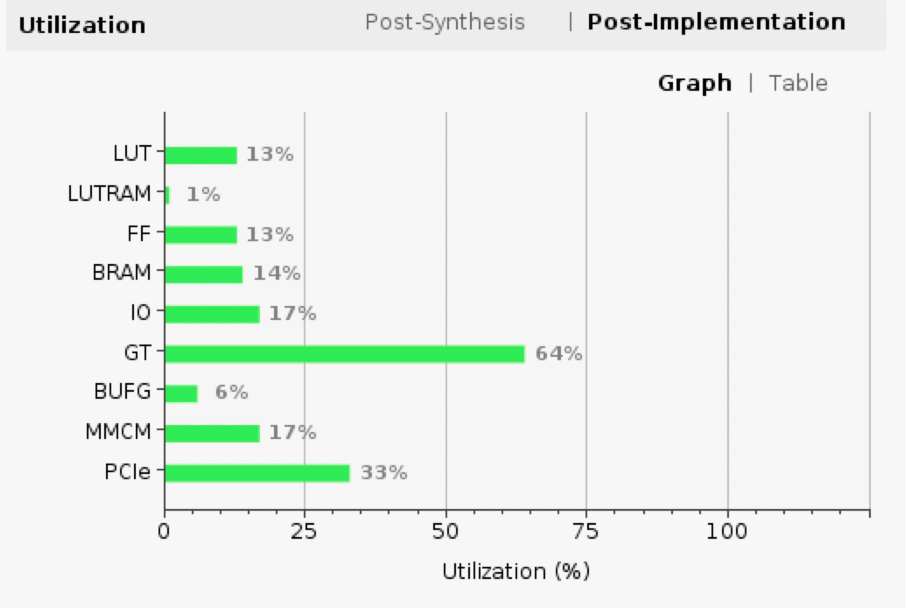 Utilization Post-Synthesis | Post-Implementation
Graph | Table
LUT 13%
LUTRAM 1%
FF 13%
BRAM 14%
IO 17%
GT 64%
BUFG 6%
MMCM 17%
PCIe 33%
0 25 50 75 100
Utilization (%)